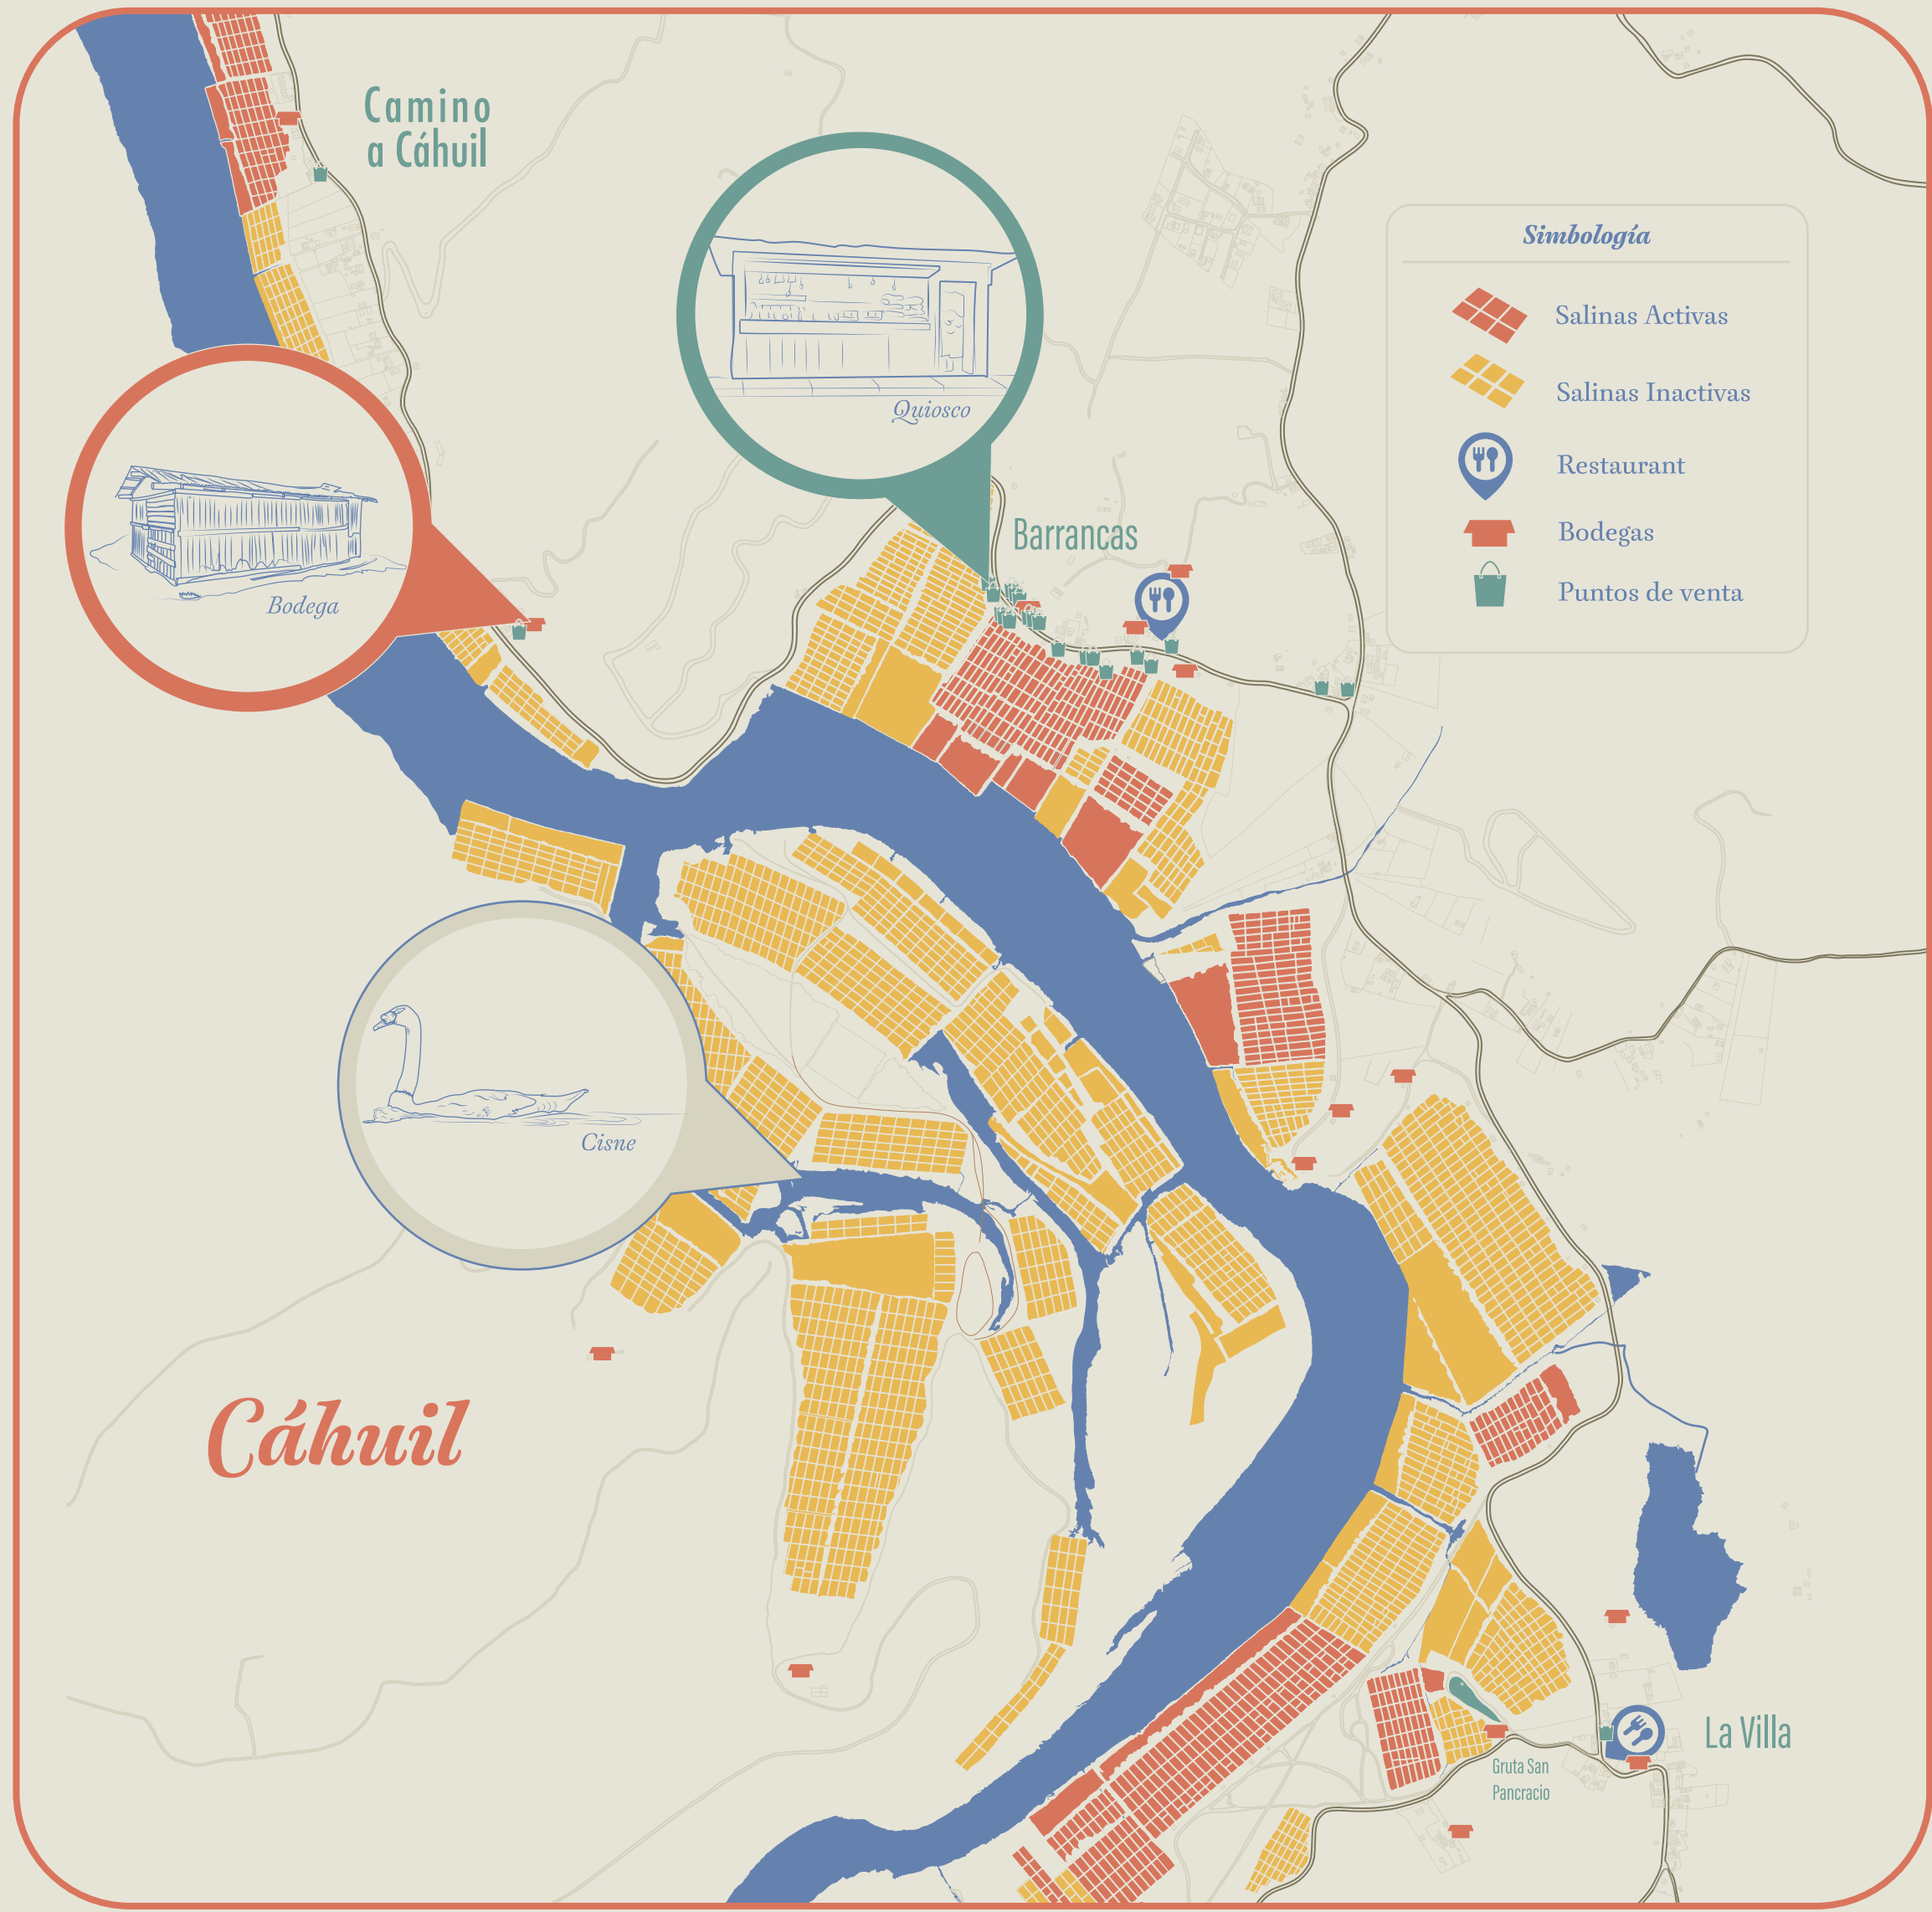 Camino
a Cáhuil
Simbología
Salinas Activas
Salinas Inactivas
Restaurant
Bodegas
Puntos de venta
Quiosco
Barrancas
Bodega
Cisne
Cáhuil
La Villa
Gruta San
Pancracio